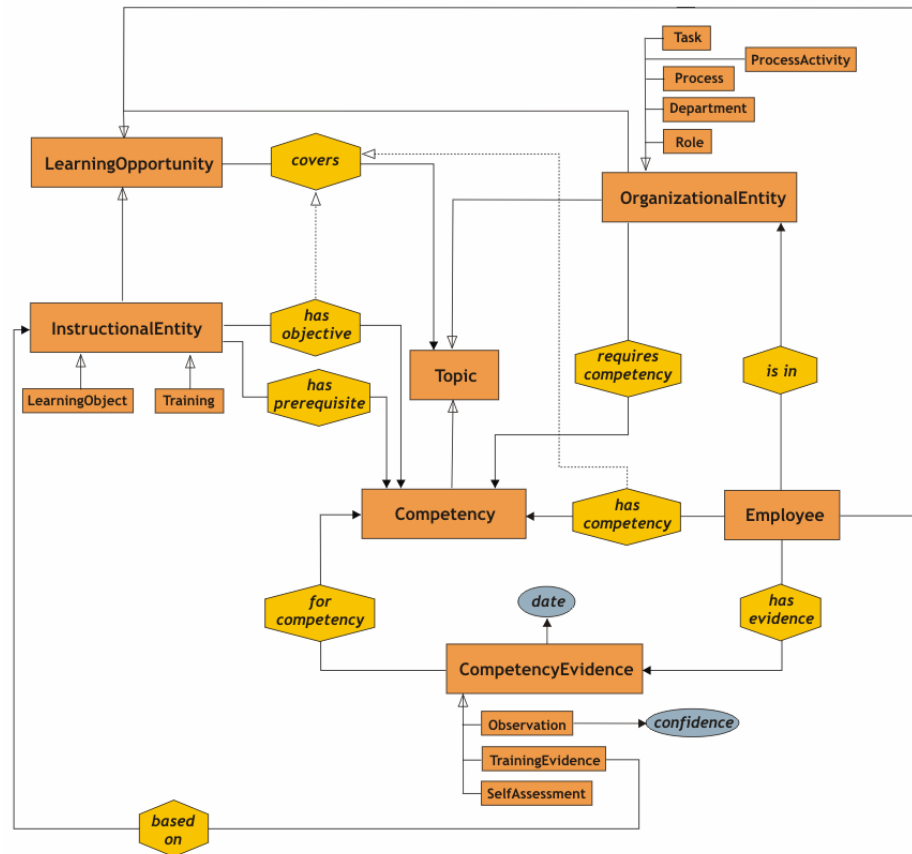 Task
ProcessActivity
Process
Department
Role
LearningOpportunity
covers
OrganizationalEntity
InstructionalEntity
has
objective
requires
competency
is in
Topic
LearningObject
Training
has
prerequisite
Competency
has
competency
Employee
for
competency
date
has
evidence
CompetencyEvidence
Observation
confidence
TrainingEvidence
SelfAssessment
based
on